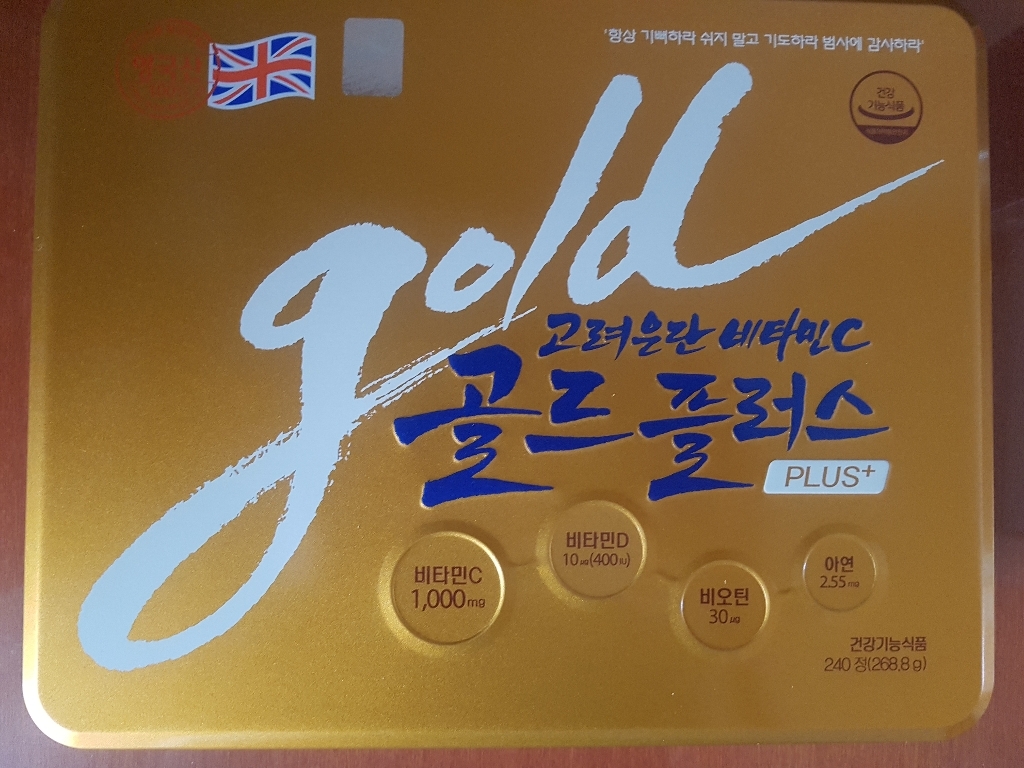 '항상 기뻐하라 쉬지 말고 기도하라 범사에 감사하라'
영국산
건강
기능식품
gold
고려은단 비타민C
골드 플러스
PLUS+
비타민C
1,000mg
비타민D
10㎍(400IU)
비오틴
30㎍
아연
2.55mg
건강기능식품
240 정(268.8 g)